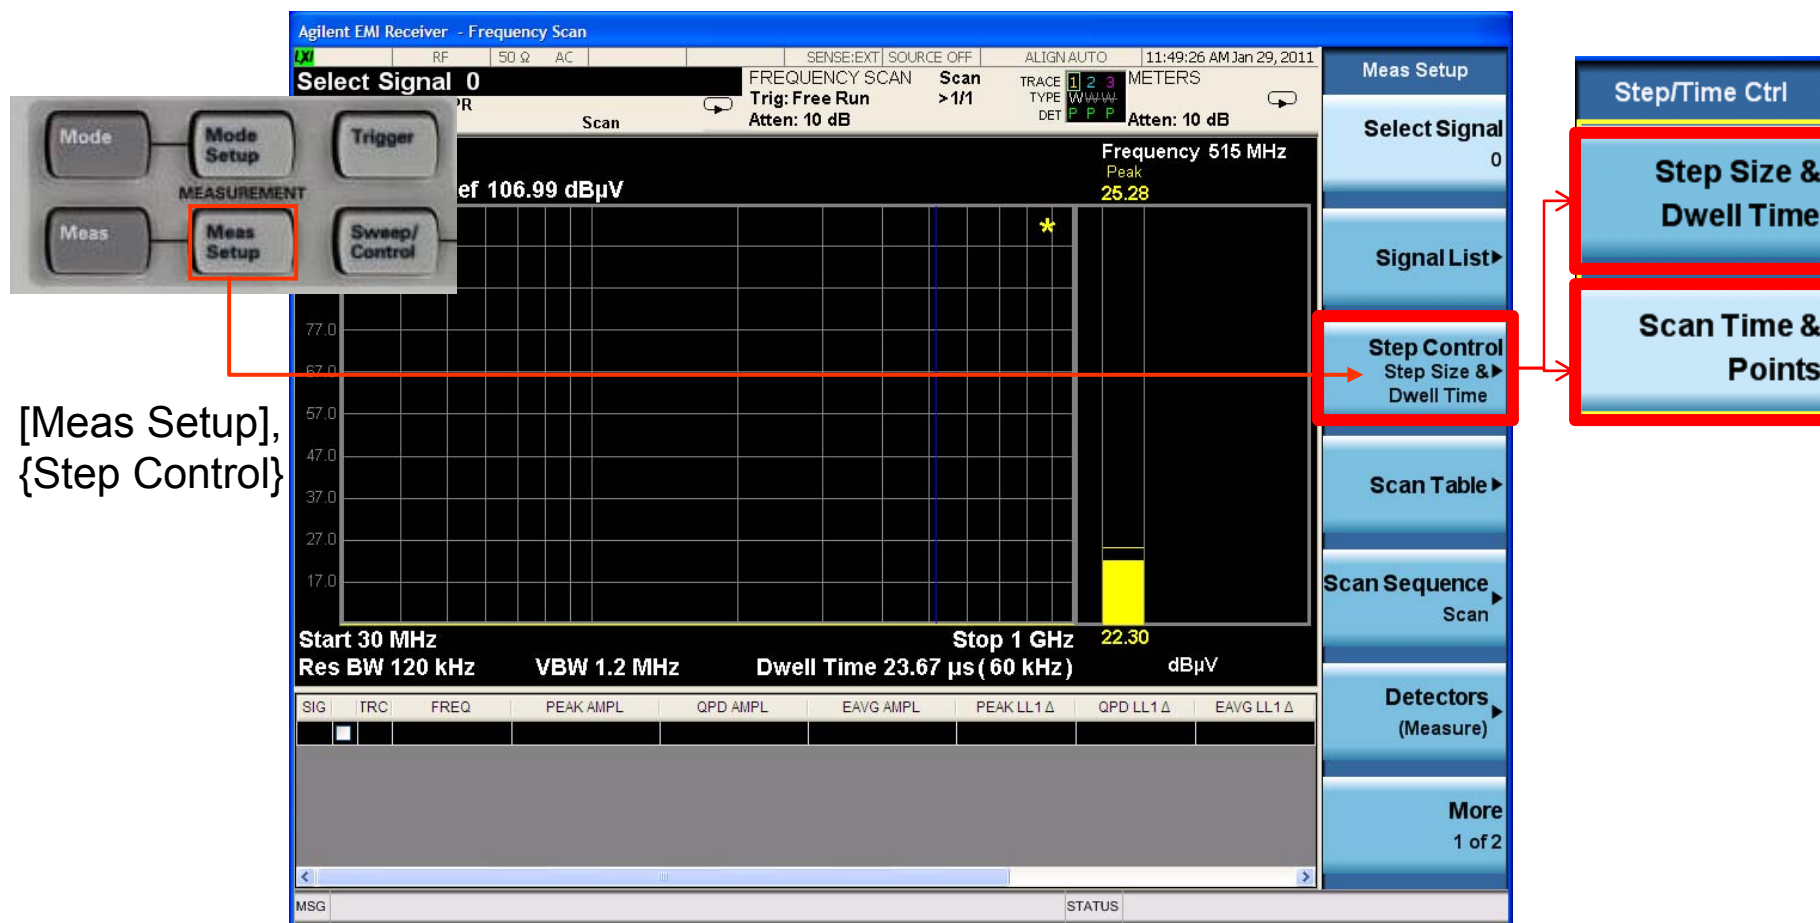 Agilent EMI Receiver - Frequency Scan
LXI RF 50 Ω AC SENSE:EXT SOURCE OFF ALIGN AUTO 11:49:26 AM Jan 29, 2011
Select Signal 0
PR
Scan
FREQUENCY SCAN Scan
Trig: Free Run >1/1
Atten: 10 dB
TRACE 1 2 3
TYPE W W W
DET P P P
METERS
Atten: 10 dB
Mode
Mode Setup
Trigger
MEASUREMENT
Meas
Meas Setup
Sweep/ Control
ef 106.99 dBµV
Frequency 515 MHz
Peak
25.28
77.0
67.0
57.0
47.0
37.0
27.0
17.0
Start 30 MHz
Stop 1 GHz
22.30
Res BW 120 kHz VBW 1.2 MHz Dwell Time 23.67 µs ( 60 kHz )
dBµV
SIG TRC FREQ PEAK AMPL QPD AMPL EAVG AMPL PEAK LL1 Δ QPD LL1 Δ EAVG LL1 Δ
MSG STATUS
[Meas Setup],
{Step Control}
Meas Setup
Select Signal
0
Signal List
Step Control
Step Size &
Dwell Time
Scan Table
Scan Sequence
Scan
Detectors
(Measure)
More
1 of 2
Step/Time Ctrl
Step Size &
Dwell Time
Scan Time &
Points